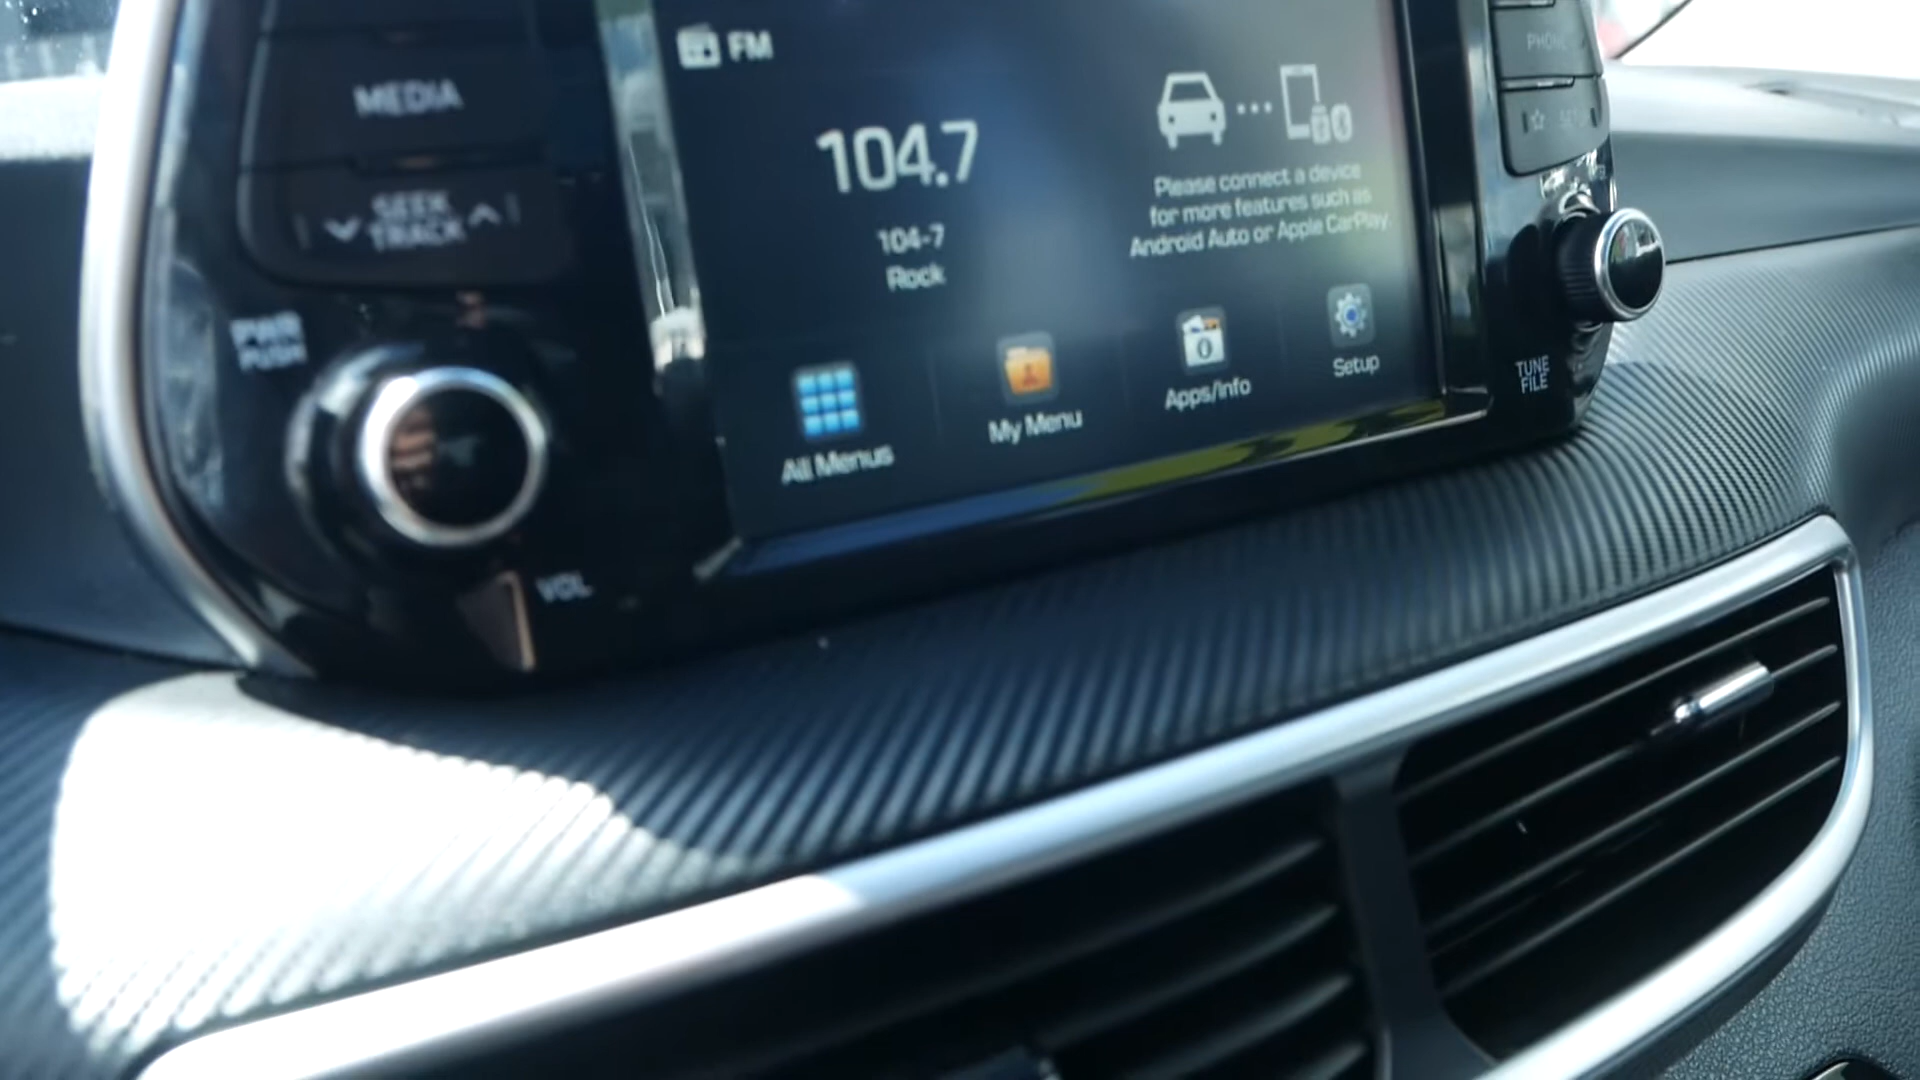 MEDIA
SEEK
TRACK
PWR
PUSH
VOL
FM
104.7
104-7
Rock
Please connect a device
for more features such as
Android Auto or Apple CarPlay.
All Menus
My Menu
Apps/Info
Setup
PHONE
SETUP
TUNE
FILE